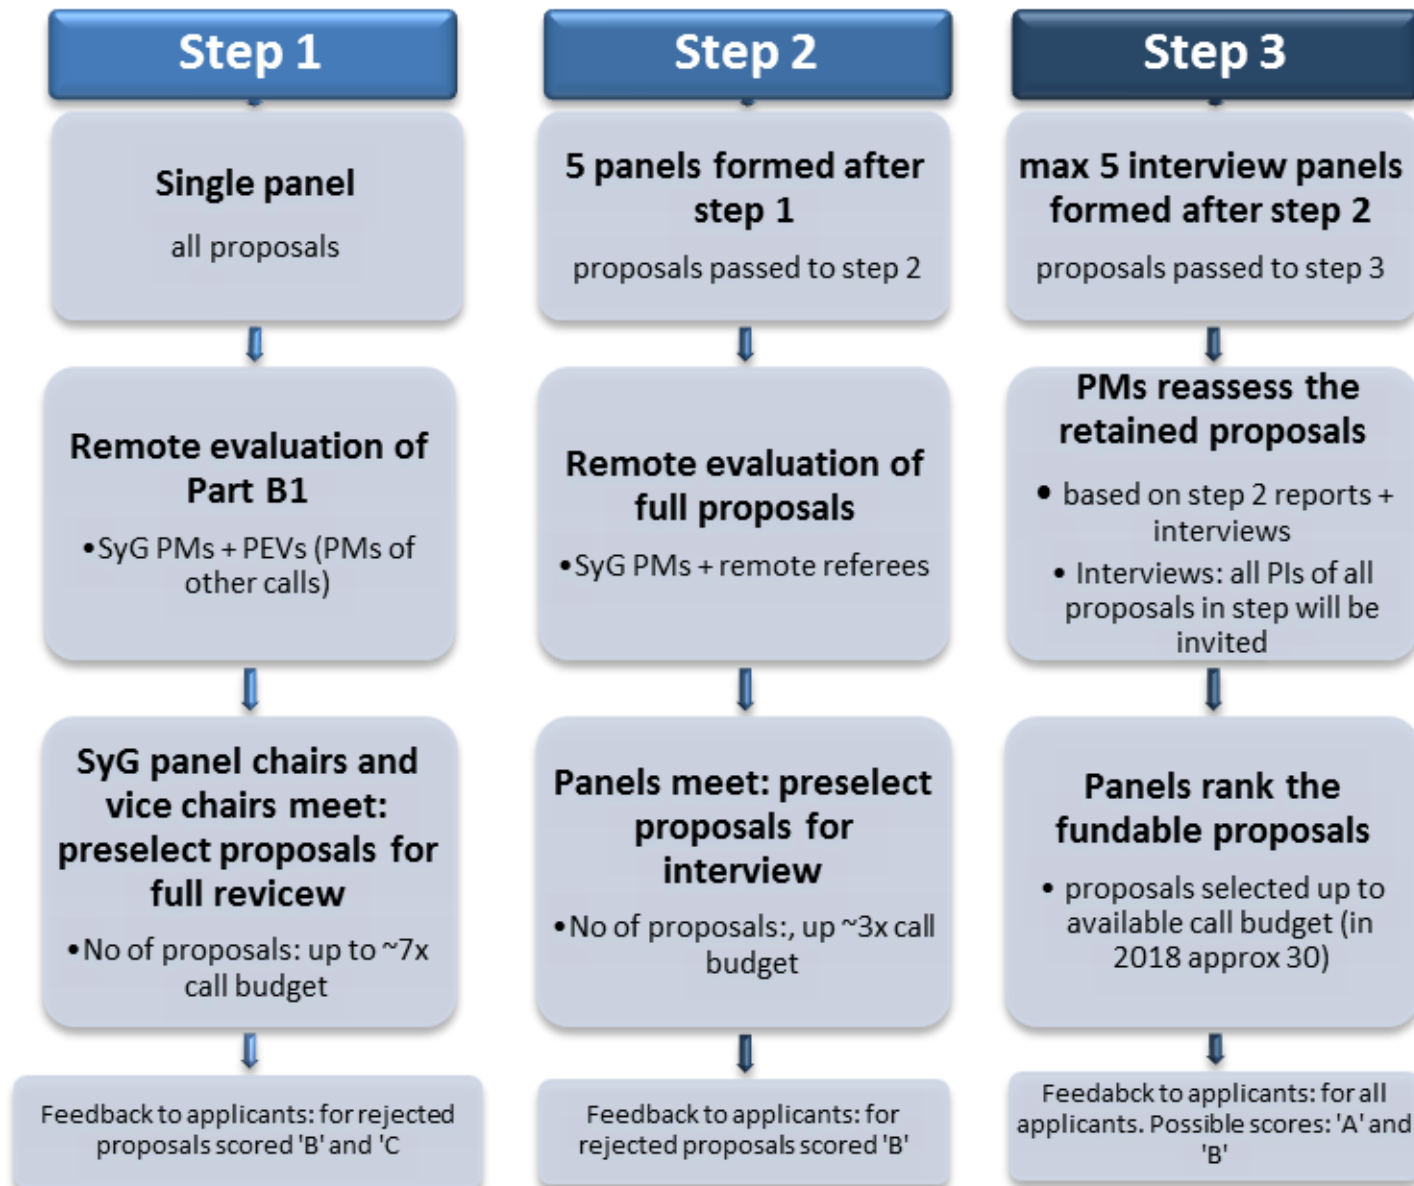 Step 1
Single panel
all proposals
Remote evaluation of
Part B1
•SyG PMs + PEVs (PMs of
other calls)
SyG panel chairs and
vice chairs meet:
preselect proposals for
full revicew
•No of proposals: up to ~7x
call budget
Feedback to applicants: for rejected
proposals scored 'B' and 'C
Step 2
5 panels formed after
step 1
proposals passed to step 2
Remote evaluation of
full proposals
•SyG PMs + remote referees
Panels meet: preselect
proposals for
interview
•No of proposals:, up ~3x call
budget
Feedback to applicants: for
rejected proposals scored 'B'
Step 3
max 5 interview panels
formed after step 2
proposals passed to step 3
PMs reassess the
retained proposals
• based on step 2 reports +
interviews
• Interviews: all PIs of all
proposals in step will be
invited
Panels rank the
fundable proposals
• proposals selected up to
available call budget (in
2018 approx 30)
Feedabck to applicants: for all
applicants. Possible scores: 'A' and
'B'